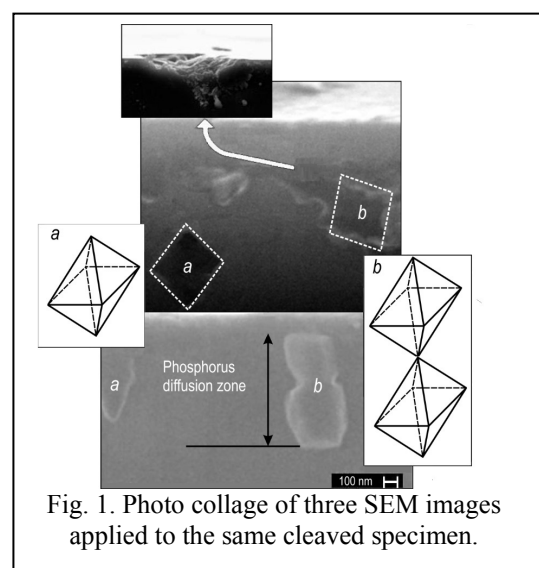 a
b
a
b
a
Phosphorus
diffusion zone
b
100 nm
Fig. 1. Photo collage of three SEM images
applied to the same cleaved specimen.